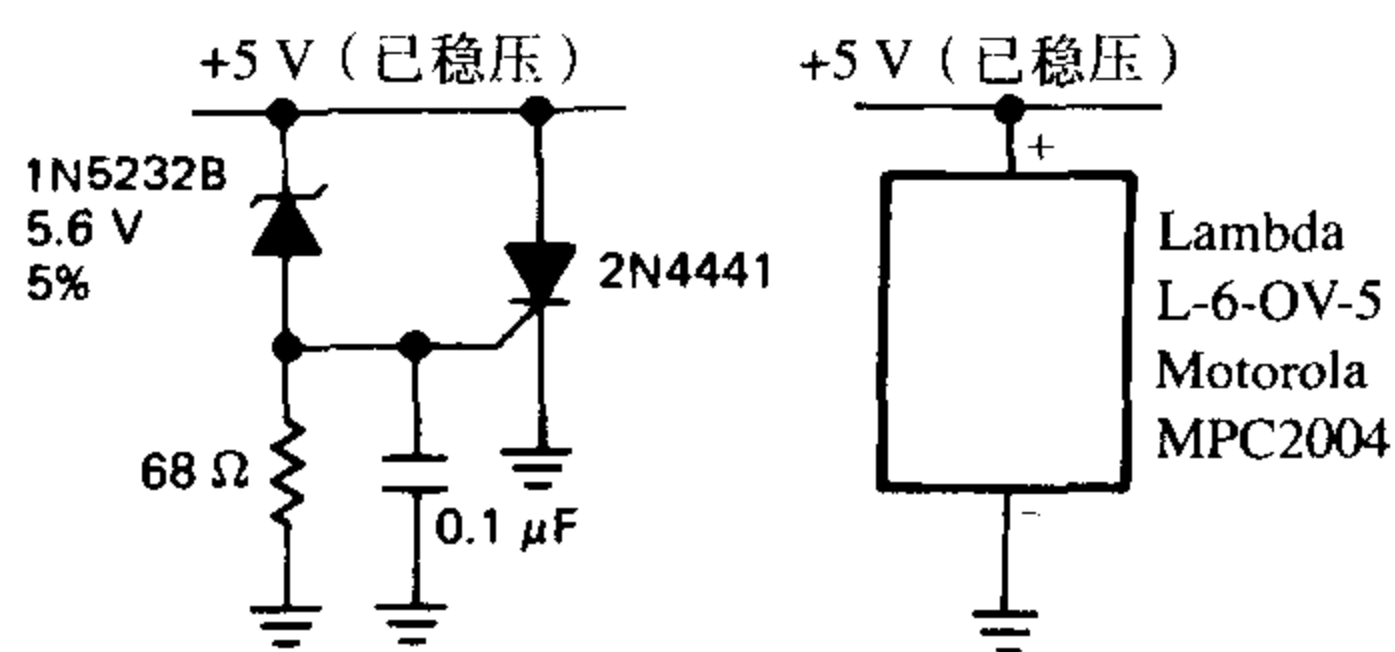 +5 V（已稳压）
1N5232B
5.6 V
5%
2N4441
68 Ω
0.1 μF
+5 V（已稳压）
+
Lambda
L-6-OV-5
Motorola
MPC2004
-